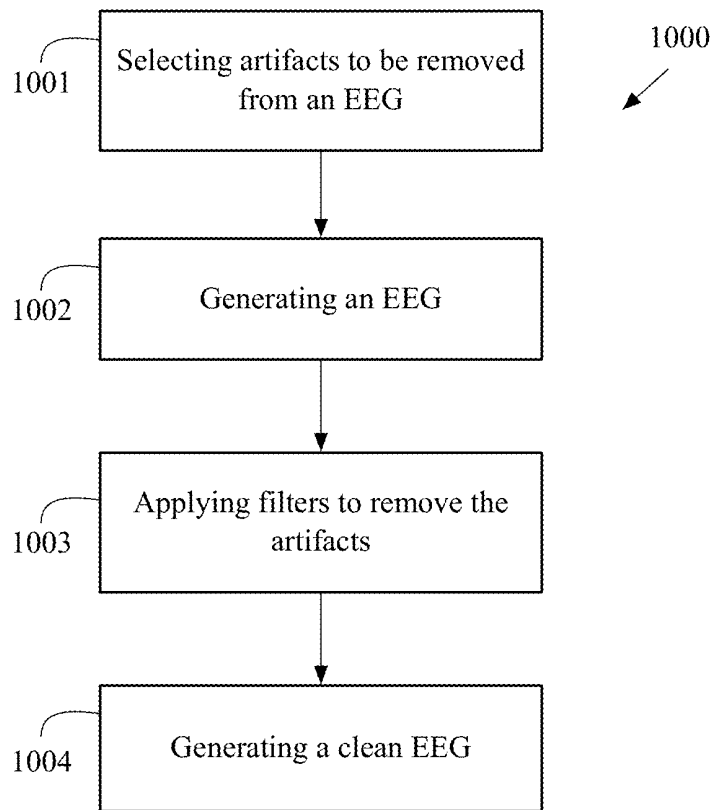 1000
1001
Selecting artifacts to be removed
from an EEG
1002
Generating an EEG
1003
Applying filters to remove the
artifacts
1004
Generating a clean EEG